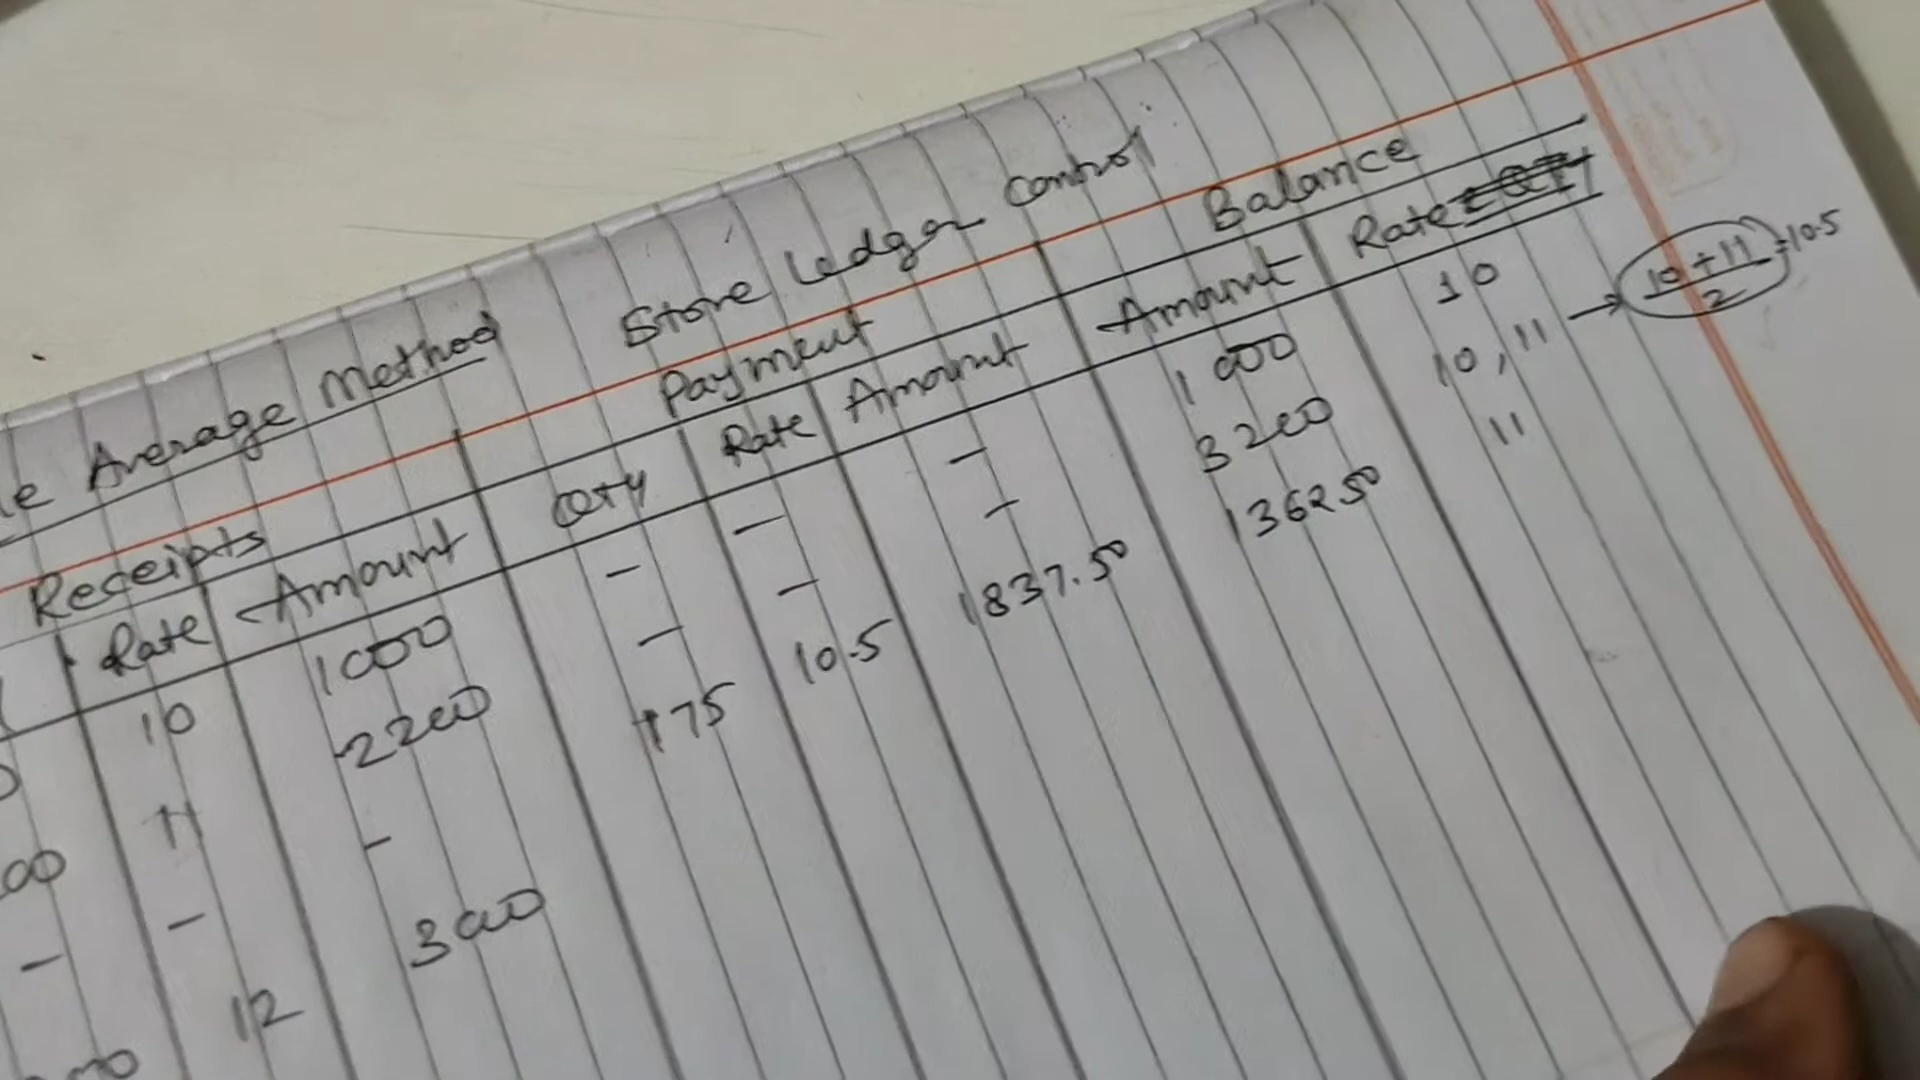 Average Method Store Ledger Control
Receipts Payment Balance
Rate Amount QTY Rate Amount Amount Rate
10 1000 - - - 1000 10
11 2200 - - - 3200 10, 11 → 10+11/2 = 10.5
- - - 175 10.5 1837.50 1362.50 11
12 3000